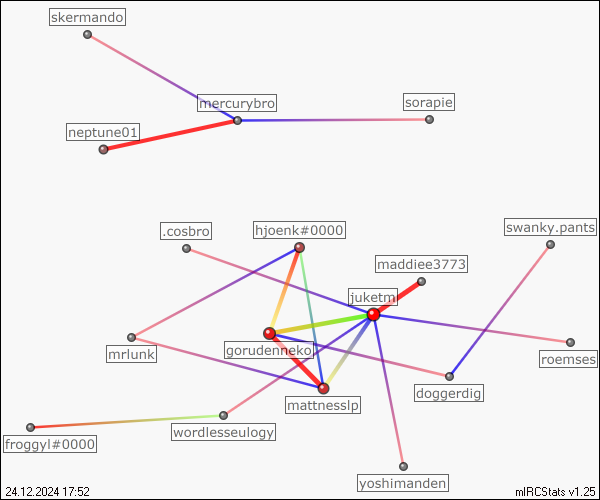 skermando
mercurybro
sorapie
neptune01
.cosbro
hjoenk#0000
swanky.pants
maddiee3773
juketm
mrlunk
gorudenneko
roemses
doggerdig
mattnesslp
froggyl#0000
wordlesseulogy
yoshimanden
24.12.2024 17:52
mIRCStats v1.25